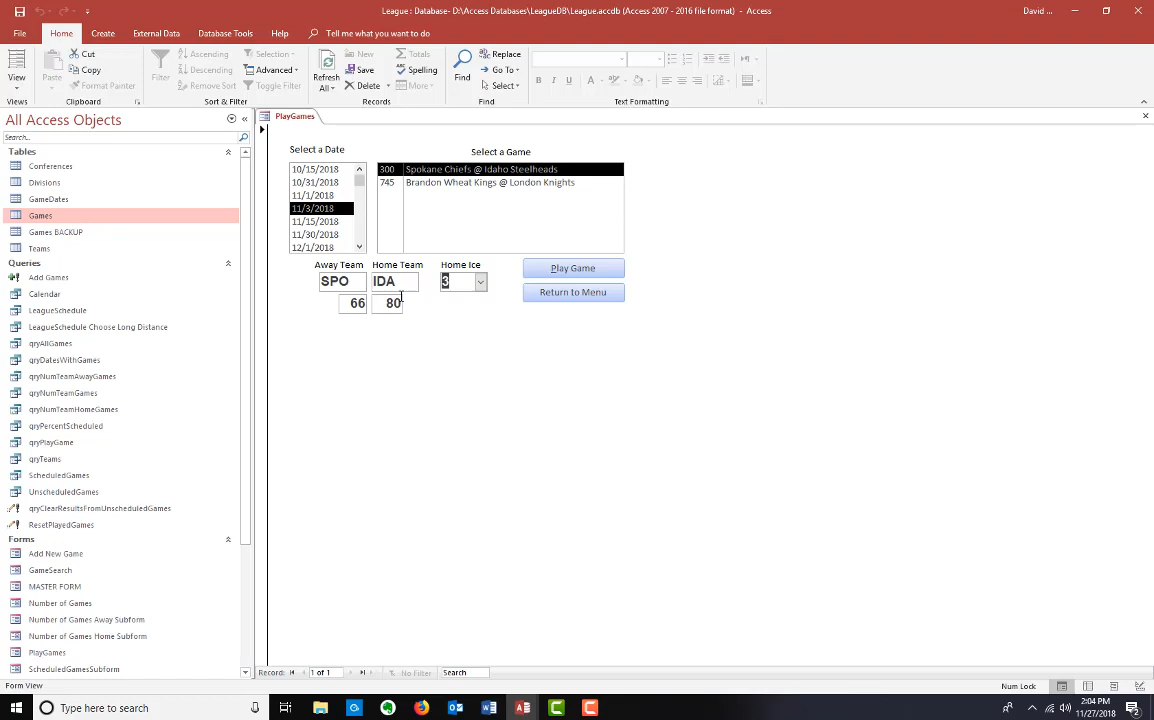 League : Database- D:\Access Databases\LeagueDB\League.accdb (Access 2007 - 2016 file format) - Access
David ...
File Home Create External Data Database Tools Help Tell me what you want to do
View
Views
Paste
Cut
Copy
Format Painter
Clipboard
Filter
Ascending
Descending
Remove Sort
Selection
Advanced
Toggle Filter
Sort & Filter
Refresh
All
New
Save
Delete
Totals
Spelling
More
Records
Find
Replace
Go To
Select
Find
B I U A
Text Formatting
All Access Objects
Search...
Tables
Conferences
Divisions
GameDates
Games
Games BACKUP
Teams
Queries
Add Games
Calendar
LeagueSchedule
LeagueSchedule Choose Long Distance
qryAllGames
qryDatesWithGames
qryNumTeamAwayGames
qryNumTeamGames
qryNumTeamHomeGames
qryPercentScheduled
qryPlayGame
qryTeams
ScheduledGames
UnscheduledGames
qryClearResultsFromUnscheduledGames
ResetPlayedGames
Forms
Add New Game
GameSearch
MASTER FORM
Number of Games
Number of Games Away Subform
Number of Games Home Subform
PlayGames
ScheduledGamesSubform
PlayGames
Select a Date
10/15/2018
10/31/2018
11/1/2018
11/3/2018
11/15/2018
11/30/2018
12/1/2018
Select a Game
300 Spokane Chiefs @ Idaho Steelheads
745 Brandon Wheat Kings @ London Knights
Away Team Home Team Home Ice
SPO IDA 3
66 80
Play Game
Return to Menu
Record: 1 of 1 No Filter Search
Form View
Num Lock
Type here to search
2:04 PM
11/27/2018
2